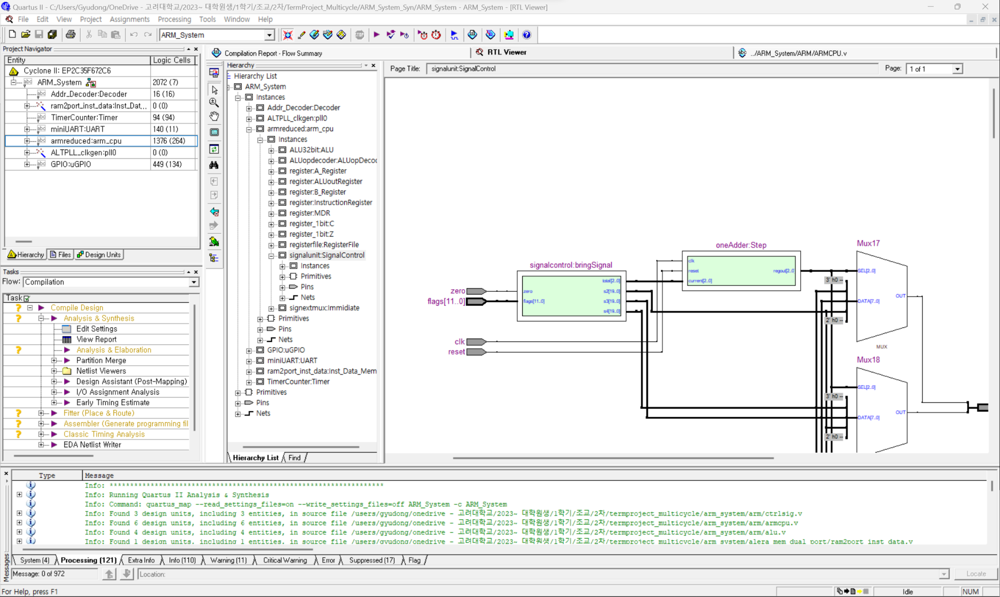 Quartus II - C:/Users/Gyudong/OneDrive - 고려대학교/2023~ 대학원생/1학기/조교/2차/TermProject_Multicycle/ARM_System_Syn/ARM_System - ARM_System - [RTL Viewer]
File Edit View Project Assignments Processing Tools Window Help
ARM_System
STOP
Project Navigator
Entity Logic Cells
Cyclone II: EP2C35F672C6
ARM_System 2072 (7)
Addr_Decoder:Decoder 16 (16)
ram2port_inst_data:Inst_Dat... 0 (0)
TimerCounter:Timer 94 (94)
miniUART:UART 140 (11)
armreduced:arm_cpu 1376 (264)
ALTPLL_clkgen:pll0 0 (0)
GPIO:uGPIO 449 (134)
Hierarchy Files Design Units
Tasks
Flow: Compilation
Task
Compile Design
Analysis & Synthesis
Edit Settings
View Report
Analysis & Elaboration
Partition Merge
Netlist Viewers
Design Assistant (Post-Mapping)
I/O Assignment Analysis
Early Timing Estimate
Fitter (Place & Route)
Assembler (Generate programming fil
Classic Timing Analysis
EDA Netlist Writer
Compilation Report - Flow Summary
RTL Viewer
../ARM_System/ARM/ARMCPU.v
Hierarchy
Hierarchy List
ARM_System
Instances
Addr_Decoder:Decoder
ALTPLL_clkgen:pll0
armreduced:arm_cpu
Instances
ALU32bit:ALU
ALUopdecoder:ALUopDeco
register:A_Register
register:ALUoutRegister
register:B_Register
register:InstructionRegister
register:MDR
register_1bit:C
register_1bit:Z
registerfile:RegisterFile
signalunit:SignalControl
Instances
Primitives
Pins
Nets
signextmux:Immidiate
Primitives
Pins
Nets
GPIO:uGPIO
miniUART:UART
ram2port_inst_data:Inst_Data_Mem
TimerCounter:Timer
Primitives
Pins
Nets
Hierarchy List Find
Page Title: signalunit:SignalControl
Page: 1 of 1
signalcontrol:bringSignal
zero
flags[11..0]
zero
flags[11..0]
total[2..0]
s2[19..0]
s3[19..0]
s4[19..0]
clk
reset
oneAdder:Step
clk
reset
current[2..0]
regout[2..0]
Mux17
SEL[2..0]
3' h0
DATA[7..0]
OUT
2' h0
MUX
Mux18
SEL[2..0]
3' h0
OUT
DATA[7..0]
2' h0
Type Message
Info: *******************************************************************
Info: Running Quartus II Analysis & Synthesis
Info: Command: quartus_map --read_settings_files=on --write_settings_files=off ARM_System -c ARM_System
Info: Found 3 design units, including 3 entities, in source file /users/gyudong/onedrive - 고려대학교/2023~ 대학원생/1학기/조교/2차/termproject_multicycle/arm_system/arm/ctrlsig.v
Info: Found 6 design units, including 6 entities, in source file /users/gyudong/onedrive - 고려대학교/2023~ 대학원생/1학기/조교/2차/termproject_multicycle/arm_system/arm/armcpu.v
Info: Found 4 design units, including 4 entities, in source file /users/gyudong/onedrive - 고려대학교/2023~ 대학원생/1학기/조교/2차/termproject_multicycle/arm_system/arm/alu.v
Info: Found 1 design units, including 1 entities, in source file /users/gyudong/onedrive - 고려대학교/2023~ 대학원생/1학기/조교/2차/termproject_multicycle/arm_system/alera_mem_dual_port/ram2port_inst_data.v
System (4) Processing (121) Extra Info Info (110) Warning (11) Critical Warning Error Suppressed (17) Flag
Messages
Message: 0 of 972 Location: Locate
For Help, press F1 Idle NUM